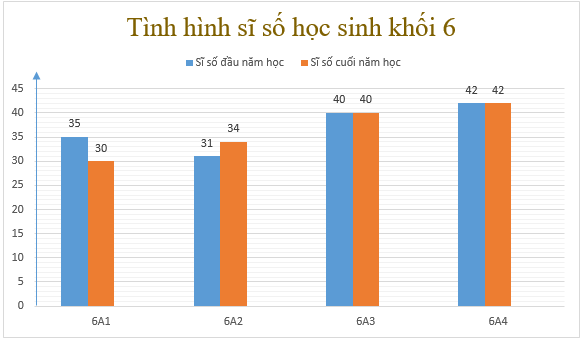 Tình hình sĩ số học sinh khối 6
Sĩ số đầu năm học Sĩ số cuối năm học
45
40
35
30
25
20
15
10
5
0
35 30 31 34 40 40 42 42
6A1 6A2 6A3 6A4